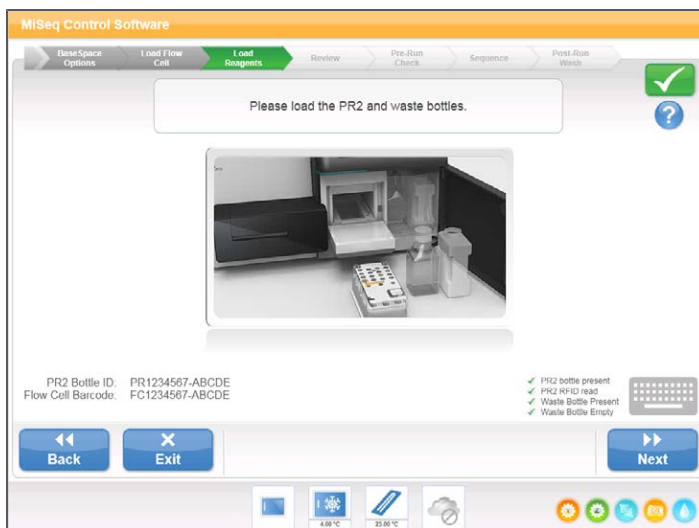 MiSeq Control Software
BaseSpace
Options
Load Flow
Cell
Load
Reagents
Review
Pre-Run
Check
Sequence
Post-Run
Wash
Please load the PR2 and waste bottles.
PR2 Bottle ID: PR1234567-ABCDE
Flow Cell Barcode: FC1234567-ABCDE
PR2 bottle present
PR2 RFID read
Waste Bottle Present
Waste Bottle Empty
Back
Exit
Next
4.00 °C
25.00 °C